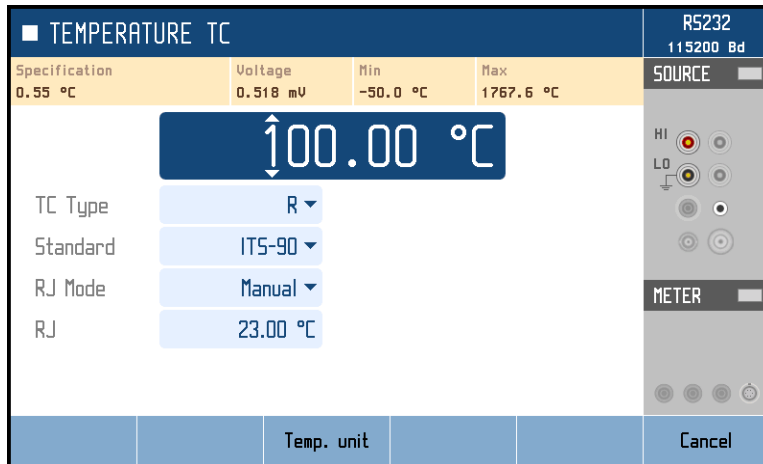 TEMPERATURE TC
RS232
115200 Bd
Specification Voltage Min Max
0.55 °C 0.518 mV -50.0 °C 1767.6 °C
SOURCE
100.00 °C
HI
LO
TC Type R
Standard ITS-90
RJ Mode Manual
RJ 23.00 °C
METER
Temp. unit
Cancel